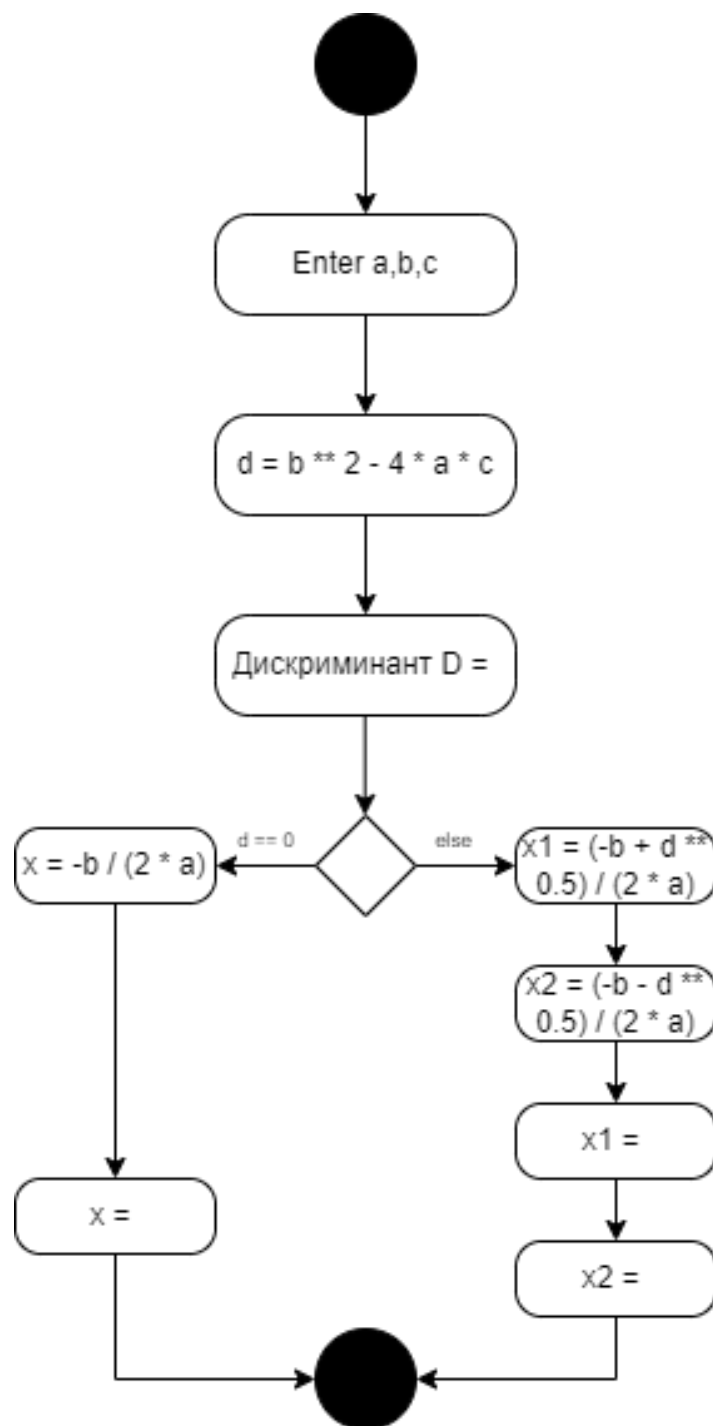 Enter a,b,c
d = b ** 2 - 4 * a * c
Дискриминант D =
d == 0
else
x = -b / (2 * a)
x1 = (-b + d **
0.5) / (2 * a)
x2 = (-b - d **
0.5) / (2 * a)
x1 =
x =
x2 =